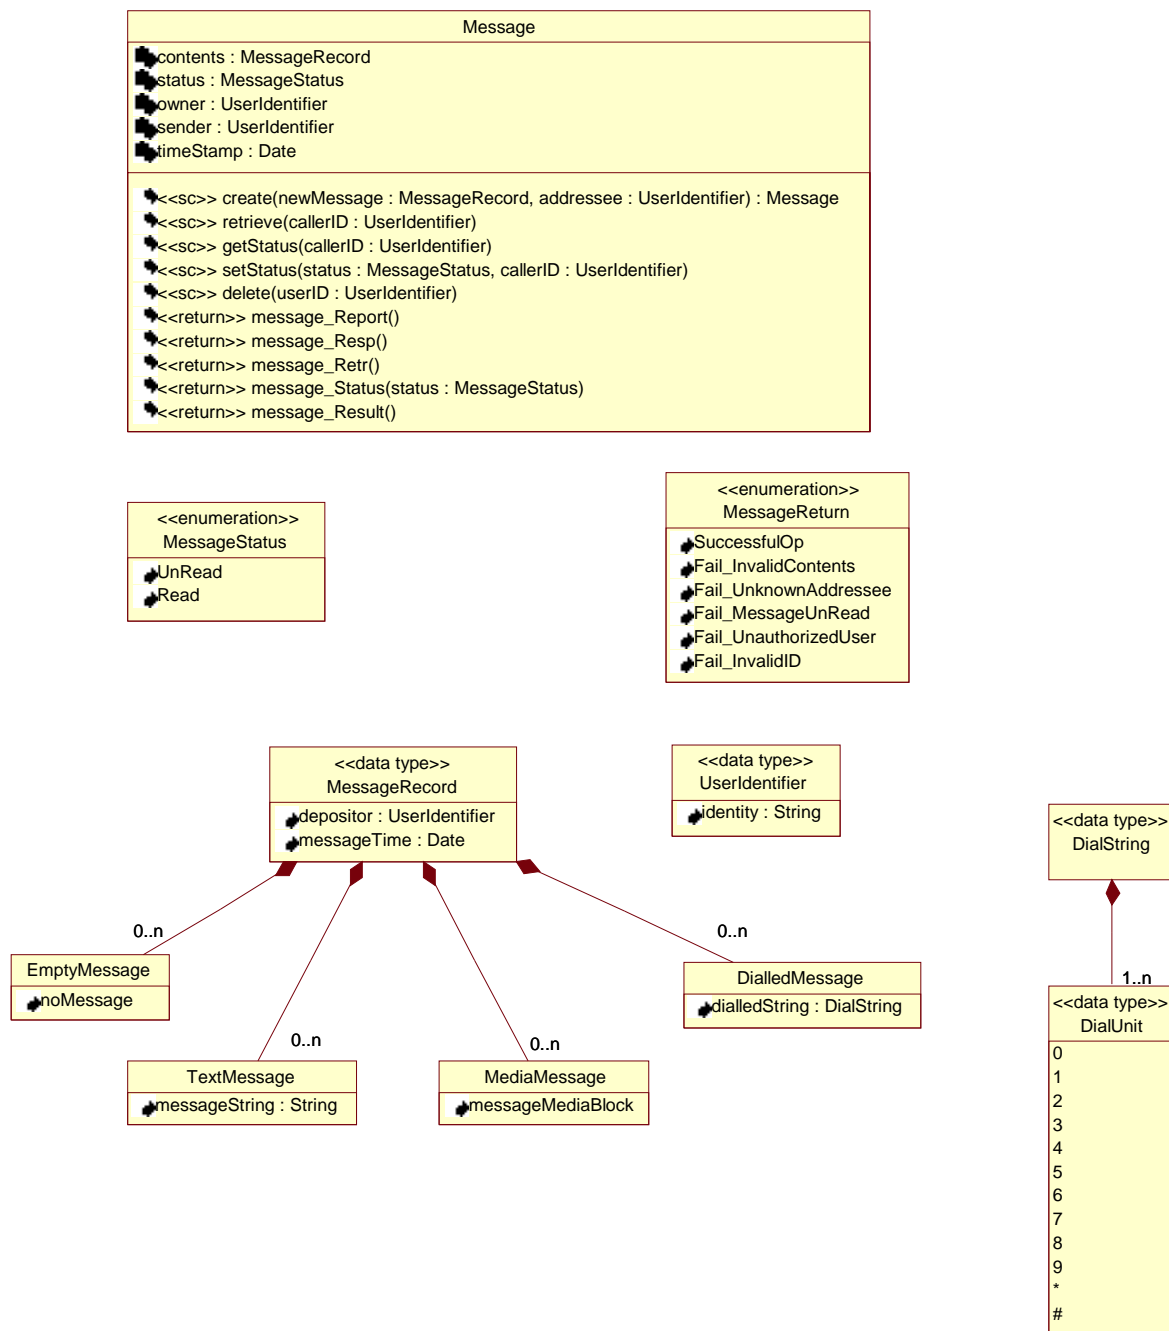 Message
contents : MessageRecord
status : MessageStatus
owner : UserIdentifier
sender : UserIdentifier
timeStamp : Date
<<sc>> create(newMessage : MessageRecord, addressee : UserIdentifier) : Message
<<sc>> retrieve(callerID : UserIdentifier)
<<sc>> getStatus(callerID : UserIdentifier)
<<sc>> setStatus(status : MessageStatus, callerID : UserIdentifier)
<<sc>> delete(userID : UserIdentifier)
<<return>> message_Report()
<<return>> message_Resp()
<<return>> message_Retr()
<<return>> message_Status(status : MessageStatus)
<<return>> message_Result()
<<enumeration>>
MessageStatus
UnRead
Read
<<enumeration>>
MessageReturn
SuccessfulOp
Fail_InvalidContents
Fail_UnknownAddressee
Fail_MessageUnRead
Fail_UnauthorizedUser
Fail_InvalidID
<<data type>>
MessageRecord
depositor : UserIdentifier
messageTime : Date
<<data type>>
UserIdentifier
identity : String
<<data type>>
DialString
0..n
0..n
0..n
0..n
1..n
EmptyMessage
noMessage
TextMessage
messageString : String
MediaMessage
messageMediaBlock
DialledMessage
dialledString : DialString
<<data type>>
DialUnit
0
1
2
3
4
5
6
7
8
9
*
#